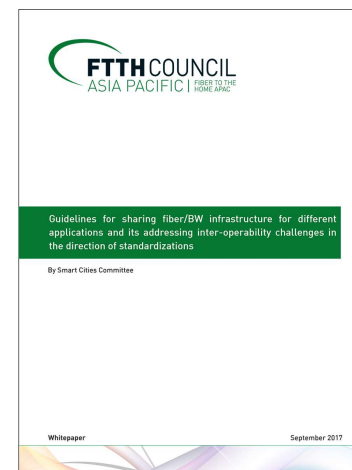 FTTH COUNCIL
ASIA PACIFIC | FIBER TO THE
HOME APAC
Guidelines for sharing fiber/BW infrastructure for different
applications and its addressing inter-operability challenges in
the direction of standardizations
By Smart Cities Committee
Whitepaper September 2017